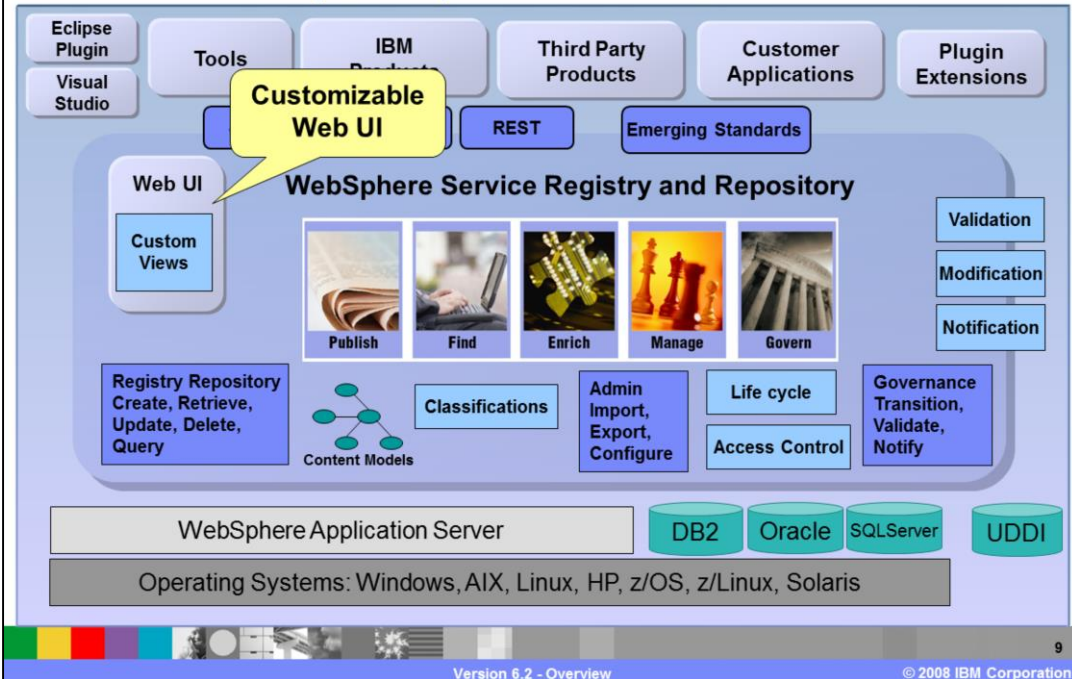 Eclipse
Plugin
Visual
Studio
Tools
IBM
Third Party
Products
Customer
Applications
Plugin
Extensions
Customizable
Web UI
REST
Emerging Standards
Web UI
Custom
Views
WebSphere Service Registry and Repository
Publish
Find
Enrich
Manage
Govern
Validation
Modification
Notification
Registry Repository
Create, Retrieve,
Update, Delete,
Query
Content Models
Classifications
Admin
Import,
Export,
Configure
Life cycle
Access Control
Governance
Transition,
Validate,
Notify
WebSphere Application Server
DB2
Oracle
SQLServer
UDDI
Operating Systems: Windows, AIX, Linux, HP, z/OS, z/Linux, Solaris
9
Version 6.2 - Overview
© 2008 IBM Corporation